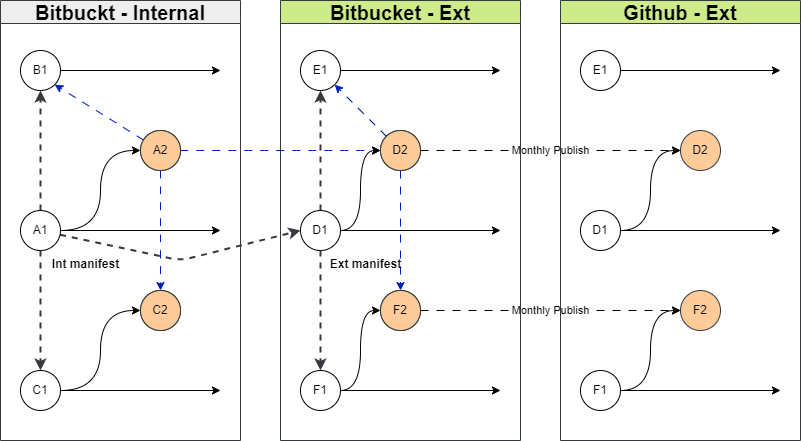 Bitbuckt - Internal
Bitbucket - Ext
Github - Ext
B1
E1
E1
A2
D2
Monthly Publish
D2
A1
D1
D1
Int manifest
Ext manifest
C2
F2
Monthly Publish
F2
C1
F1
F1